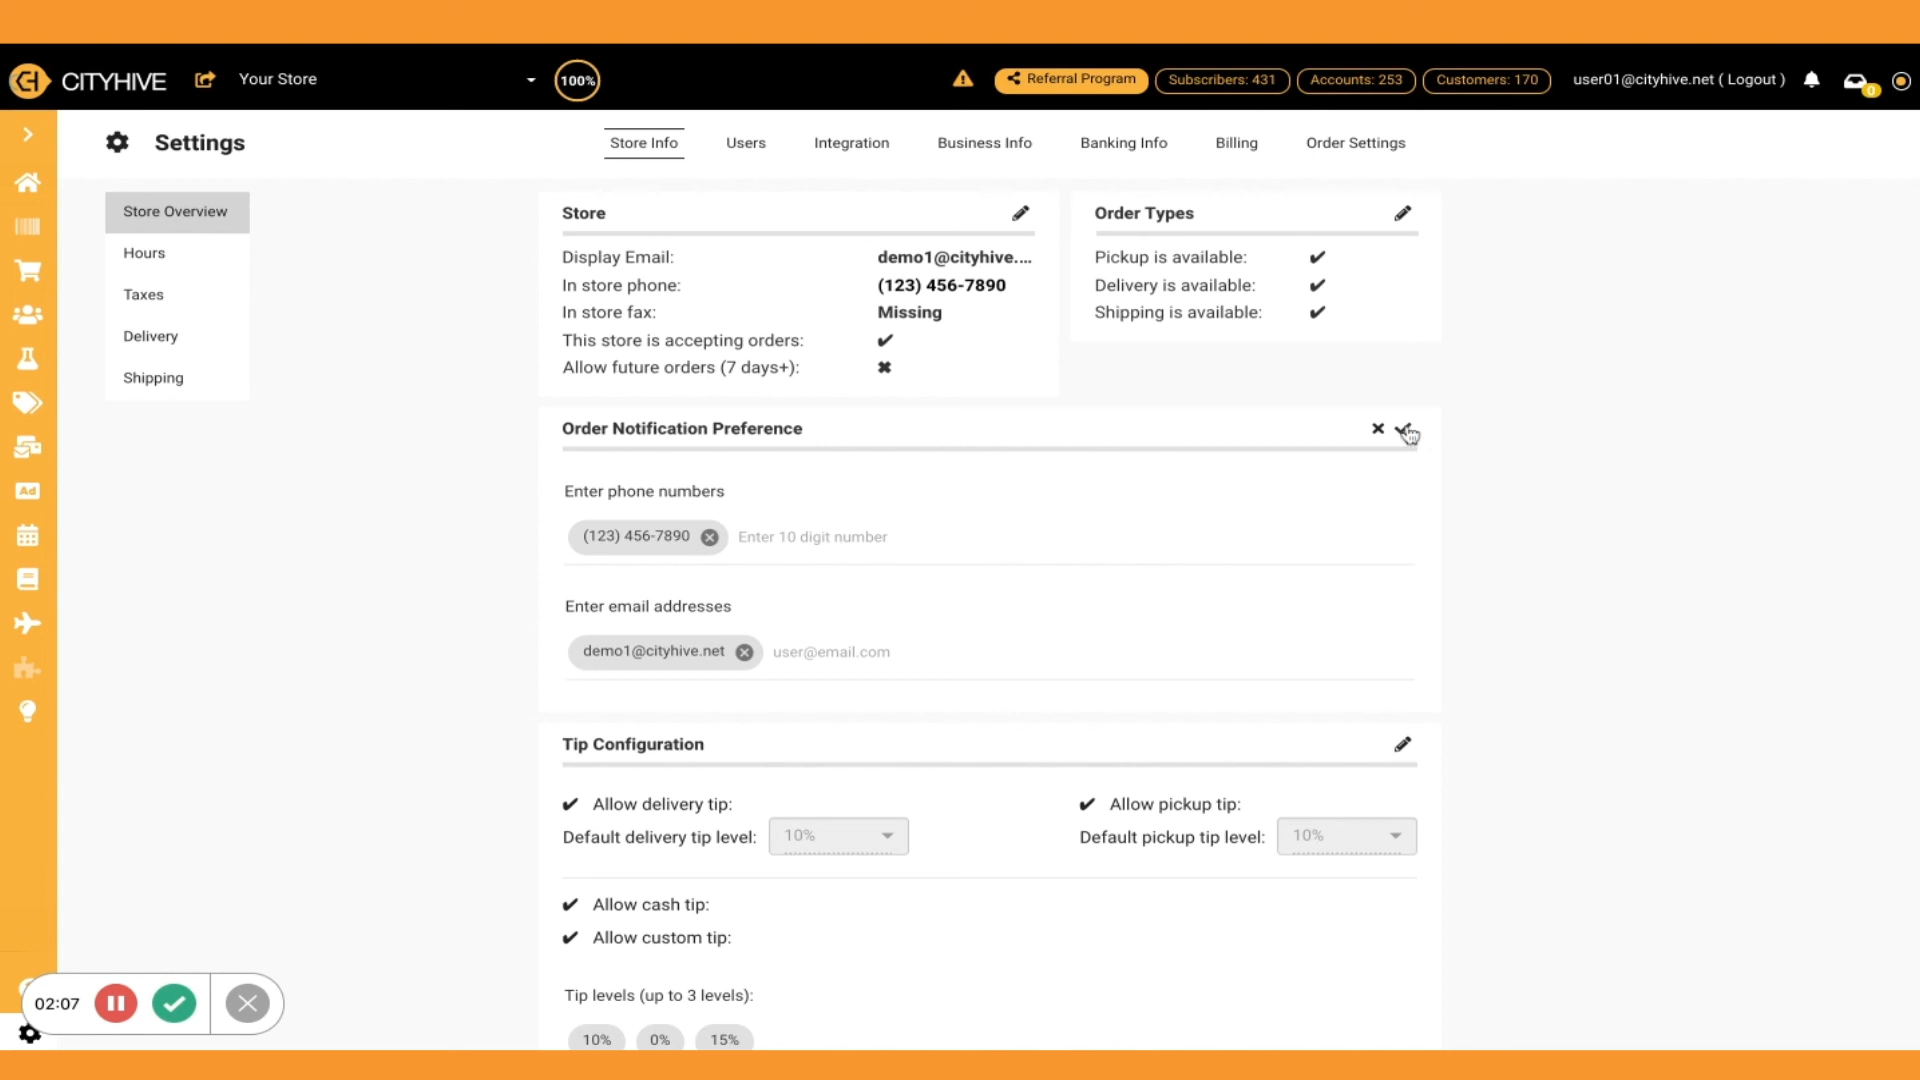 CITYHIVE Your Store 100% Referral Program Subscribers: 431 Accounts: 253 Customers: 170 user01@cityhive.net ( Logout ) 0
Settings Store Info Users Integration Business Info Banking Info Billing Order Settings
Store Overview
Hours
Taxes
Delivery
Shipping
Store
Display Email: demo1@cityhive....
In store phone: (123) 456-7890
In store fax: Missing
This store is accepting orders:
Allow future orders (7 days+):
Order Types
Pickup is available:
Delivery is available:
Shipping is available:
Order Notification Preference
Enter phone numbers
(123) 456-7890 Enter 10 digit number
Enter email addresses
demo1@cityhive.net user@email.com
Tip Configuration
Allow delivery tip: Allow pickup tip:
Default delivery tip level: 10% Default pickup tip level: 10%
Allow cash tip:
Allow custom tip:
Tip levels (up to 3 levels):
10% 0% 15%
Ad
02:07